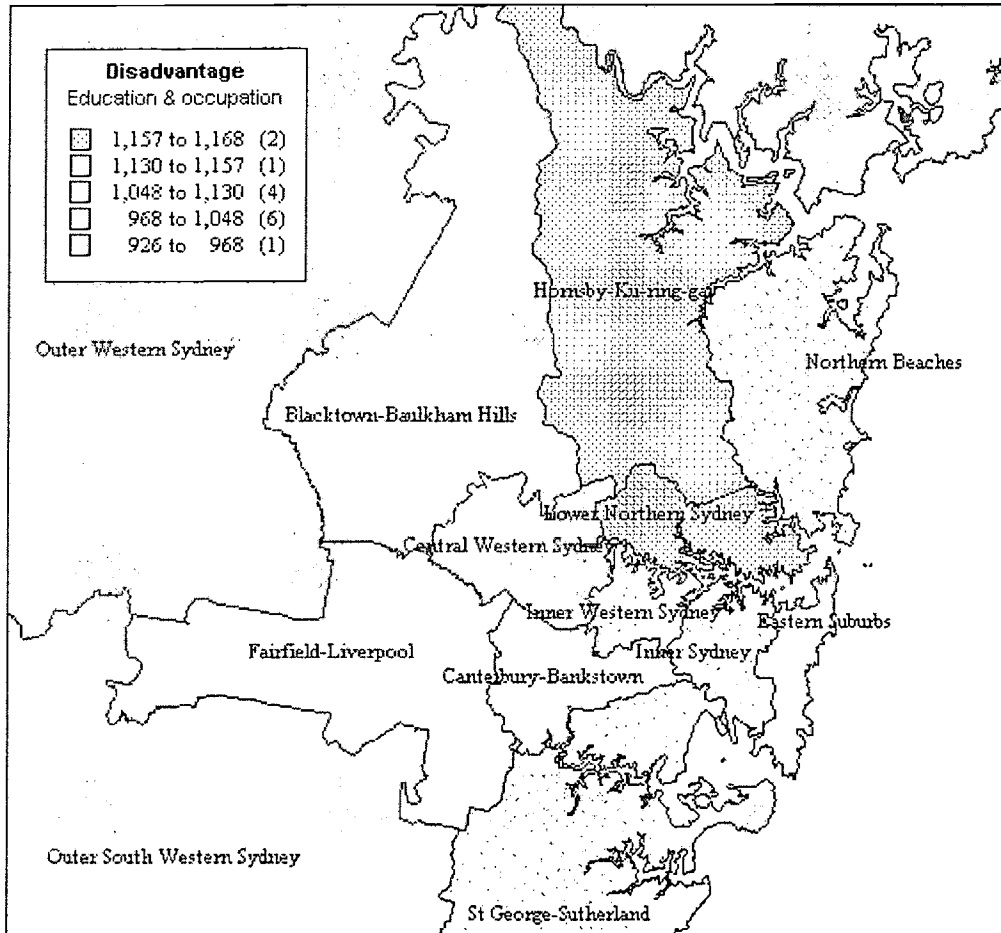 Disadvantage
Education & occupation
1,157 to 1,168 (2)
1,130 to 1,157 (1)
1,048 to 1,130 (4)
968 to 1,048 (6)
926 to 968 (1)
Hornsby-Ku-ring-gai
Outer Western Sydney
Northern Beaches
Blacktown-Baulkham Hills
Lower Northern Sydney
Central Western Sydney
Inner Western Sydney
Eastern Suburbs
Fairfield-Liverpool
Inner Sydney
Canterbury-Bankstown
Outer South Western Sydney
St George-Sutherland